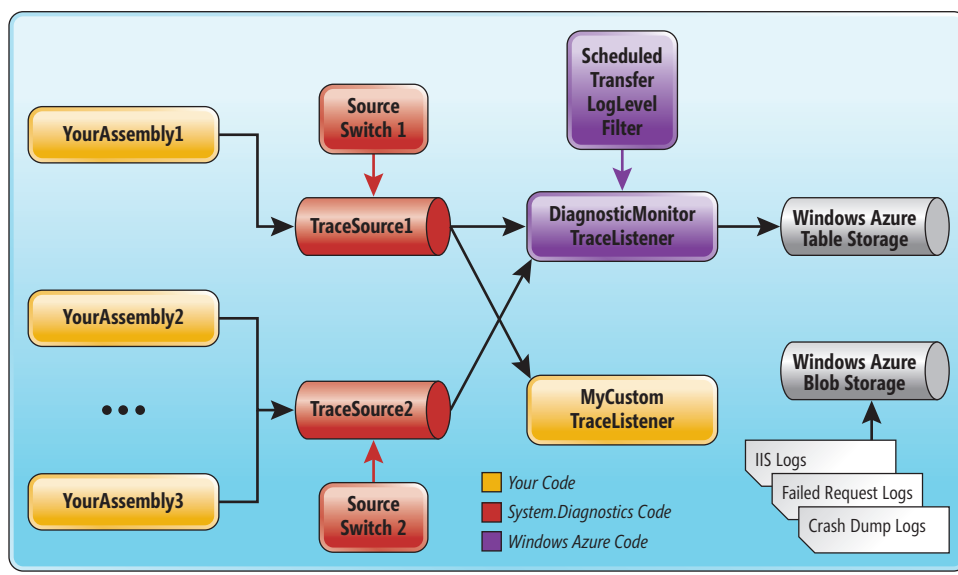 Scheduled
Transfer
LogLevel
Filter
Source
Switch 1
YourAssembly1
TraceSource1
DiagnosticMonitor
TraceListener
Windows Azure
Table Storage
YourAssembly2
•••
TraceSource2
MyCustom
TraceListener
Windows Azure
Blob Storage
YourAssembly3
Source
Switch 2
Your Code
System.Diagnostics Code
Windows Azure Code
IIS Logs
Failed Request Logs
Crash Dump Logs